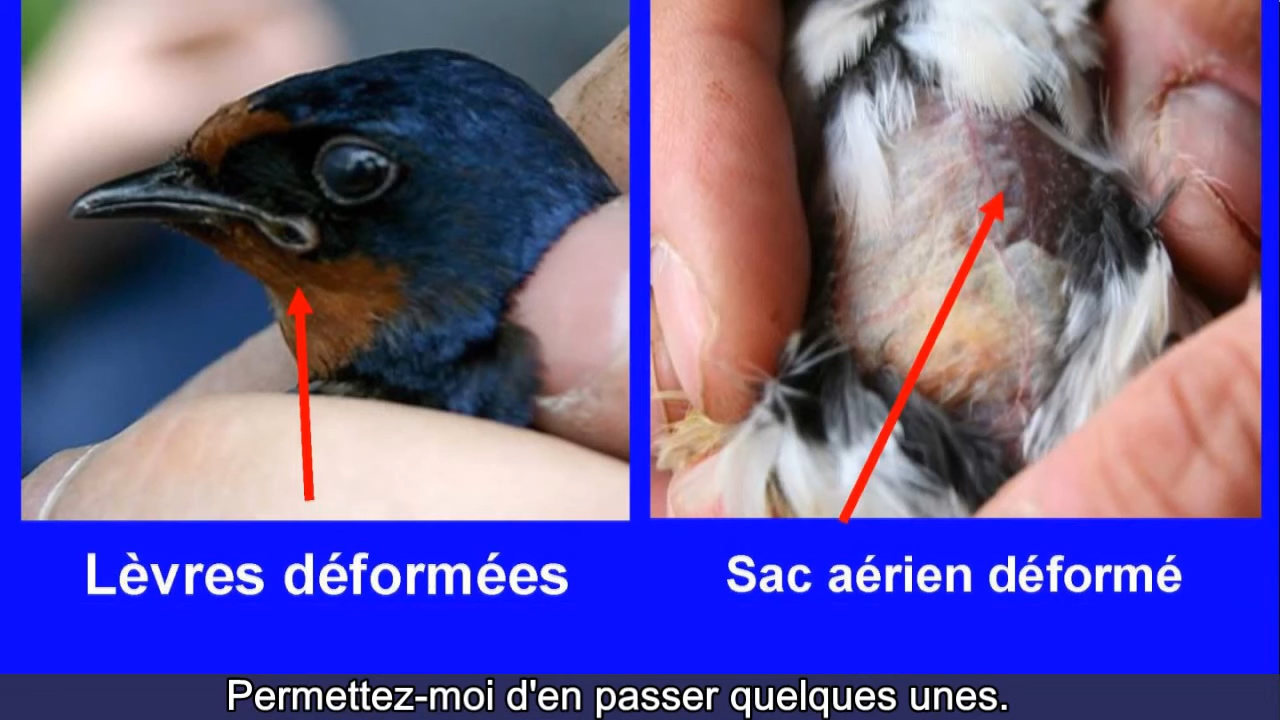 Lèvres déformées
Sac aérien déformé
Permettez-moi d'en passer quelques unes.